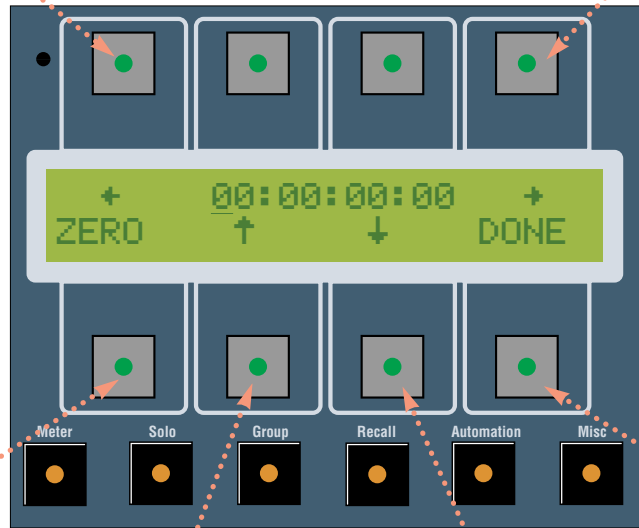 ← 00:00:00:00 →
ZERO ↑ ↓ DONE
Meter Solo Group Recall Automation Misc